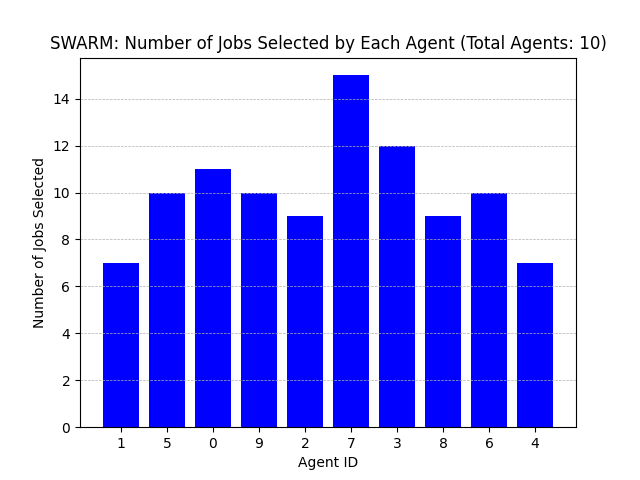 SWARM: Number of Jobs Selected by Each Agent (Total Agents: 10)
14
12
10
8
6
4
2
0
Number of Jobs Selected
1 5 0 9 2 7 3 8 6 4
Agent ID